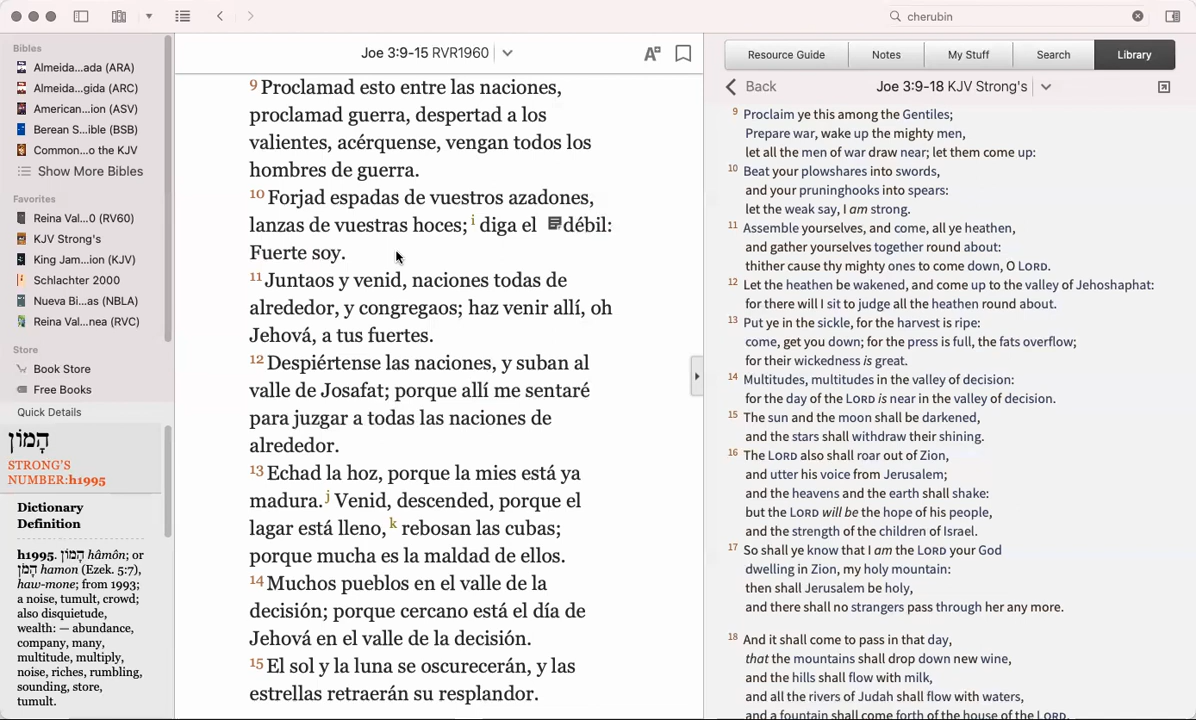 cherubin
Bibles
Almeida...ada (ARA)
Almeida...gida (ARC)
American...ion (ASV)
Berean S...ible (BSB)
Common...o the KJV
Show More Bibles
Favorites
Reina Val...0 (RV60)
KJV Strong's
King Jam...ion (KJV)
Schlachter 2000
Nueva Bi...as (NBLA)
Reina Val...nea (RVC)
Store
Book Store
Free Books
Quick Details
הָמוֹן
STRONG'S
NUMBER:h1995
Dictionary
Definition
h1995. הָמוֹן hâmôn; or
הָמֹן hamon (Ezek. 5:7),
haw-mone; from 1993;
a noise, tumult, crowd;
also disquietude,
wealth: — abundance,
company, many,
multitude, multiply,
noise, riches, rumbling,
sounding, store,
tumult.
Joe 3:9-15 RVR1960
A
9 Proclamad esto entre las naciones,
proclamad guerra, despertad a los
valientes, acérquense, vengan todos los
hombres de guerra.
10 Forjad espadas de vuestros azadones,
lanzas de vuestras hoces; i diga el débil:
Fuerte soy.
11 Juntaos y venid, naciones todas de
alrededor, y congregaos; haz venir allí, oh
Jehová, a tus fuertes.
12 Despiértense las naciones, y suban al
valle de Josafat; porque allí me sentaré
para juzgar a todas las naciones de
alrededor.
13 Echad la hoz, porque la mies está ya
madura. j Venid, descended, porque el
lagar está lleno, k rebosan las cubas;
porque mucha es la maldad de ellos.
14 Muchos pueblos en el valle de la
decisión; porque cercano está el día de
Jehová en el valle de la decisión.
15 El sol y la luna se oscurecerán, y las
estrellas retraerán su resplandor.
Resource Guide
Notes
My Stuff
Search
Library
Back
Joe 3:9-18 KJV Strong's
9 Proclaim ye this among the Gentiles;
Prepare war, wake up the mighty men,
let all the men of war draw near; let them come up:
10 Beat your plowshares into swords,
and your pruninghooks into spears:
let the weak say, I am strong.
11 Assemble yourselves, and come, all ye heathen,
and gather yourselves together round about:
thither cause thy mighty ones to come down, O LORD.
12 Let the heathen be wakened, and come up to the valley of Jehoshaphat:
for there will I sit to judge all the heathen round about.
13 Put ye in the sickle, for the harvest is ripe:
come, get you down; for the press is full, the fats overflow;
for their wickedness is great.
14 Multitudes, multitudes in the valley of decision:
for the day of the LORD is near in the valley of decision.
15 The sun and the moon shall be darkened,
and the stars shall withdraw their shining.
16 The LORD also shall roar out of Zion,
and utter his voice from Jerusalem;
and the heavens and the earth shall shake:
but the LORD will be the hope of his people,
and the strength of the children of Israel.
17 So shall ye know that I am the LORD your God
dwelling in Zion, my holy mountain:
then shall Jerusalem be holy,
and there shall no strangers pass through her any more.
18 And it shall come to pass in that day,
that the mountains shall drop down new wine,
and the hills shall flow with milk,
and all the rivers of Judah shall flow with waters,
and a fountain shall come forth of the house of the LORD,